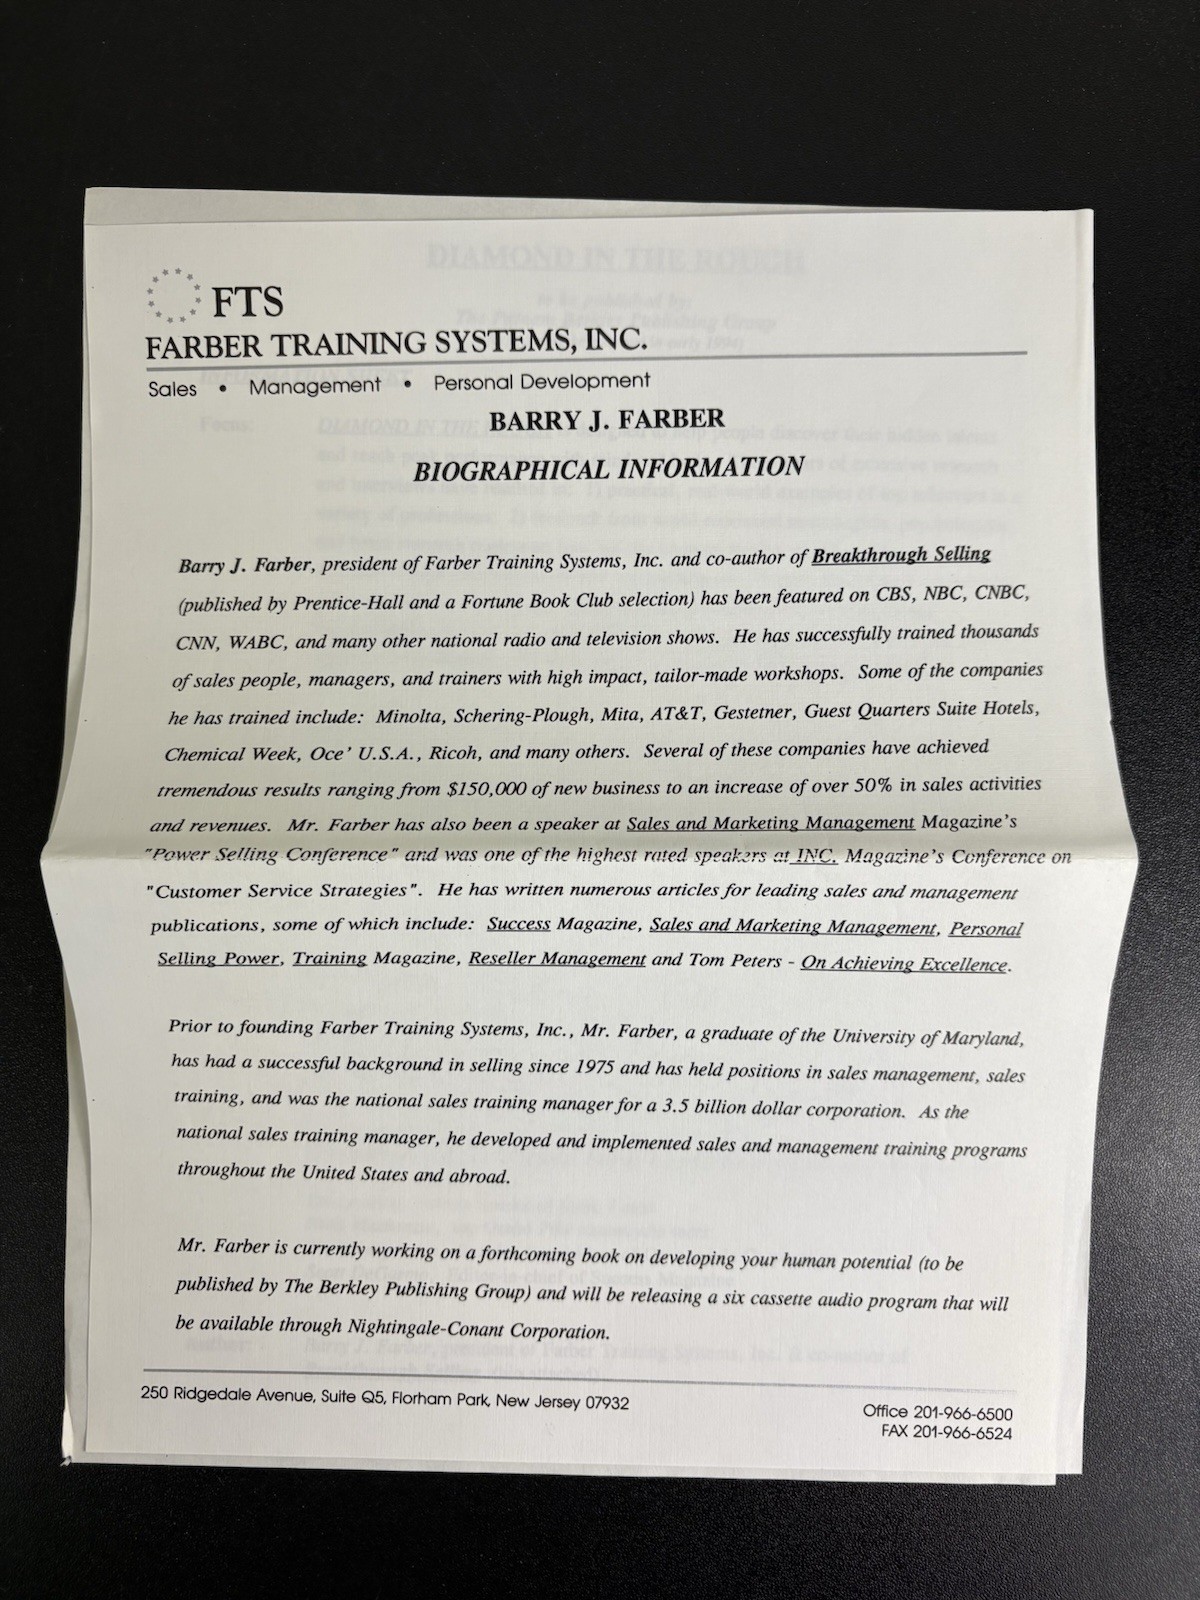 FTS
FARBER TRAINING SYSTEMS, INC.
Sales • Management • Personal Development
BARRY J. FARBER
BIOGRAPHICAL INFORMATION
Barry J. Farber, president of Farber Training Systems, Inc. and co-author of Breakthrough Selling
(published by Prentice-Hall and a Fortune Book Club selection) has been featured on CBS, NBC, CNBC,
CNN, WABC, and many other national radio and television shows. He has successfully trained thousands
of sales people, managers, and trainers with high impact, tailor-made workshops. Some of the companies
he has trained include: Minolta, Schering-Plough, Mita, AT&T, Gestetner, Guest Quarters Suite Hotels,
Chemical Week, Oce' U.S.A., Ricoh, and many others. Several of these companies have achieved
tremendous results ranging from $150,000 of new business to an increase of over 50% in sales activities
and revenues. Mr. Farber has also been a speaker at Sales and Marketing Management Magazine's
"Power Selling Conference" and was one of the highest rated speakers at INC. Magazine's Conference on
"Customer Service Strategies". He has written numerous articles for leading sales and management
publications, some of which include: Success Magazine, Sales and Marketing Management, Personal
Selling Power, Training Magazine, Reseller Management and Tom Peters - On Achieving Excellence.
Prior to founding Farber Training Systems, Inc., Mr. Farber, a graduate of the University of Maryland,
has had a successful background in selling since 1975 and has held positions in sales management, sales
training, and was the national sales training manager for a 3.5 billion dollar corporation. As the
national sales training manager, he developed and implemented sales and management training programs
throughout the United States and abroad.
Mr. Farber is currently working on a forthcoming book on developing your human potential (to be
published by The Berkley Publishing Group) and will be releasing a six cassette audio program that will
be available through Nightingale-Conant Corporation.
250 Ridgedale Avenue, Suite Q5, Florham Park, New Jersey 07932
Office 201-966-6500
FAX 201-966-6524